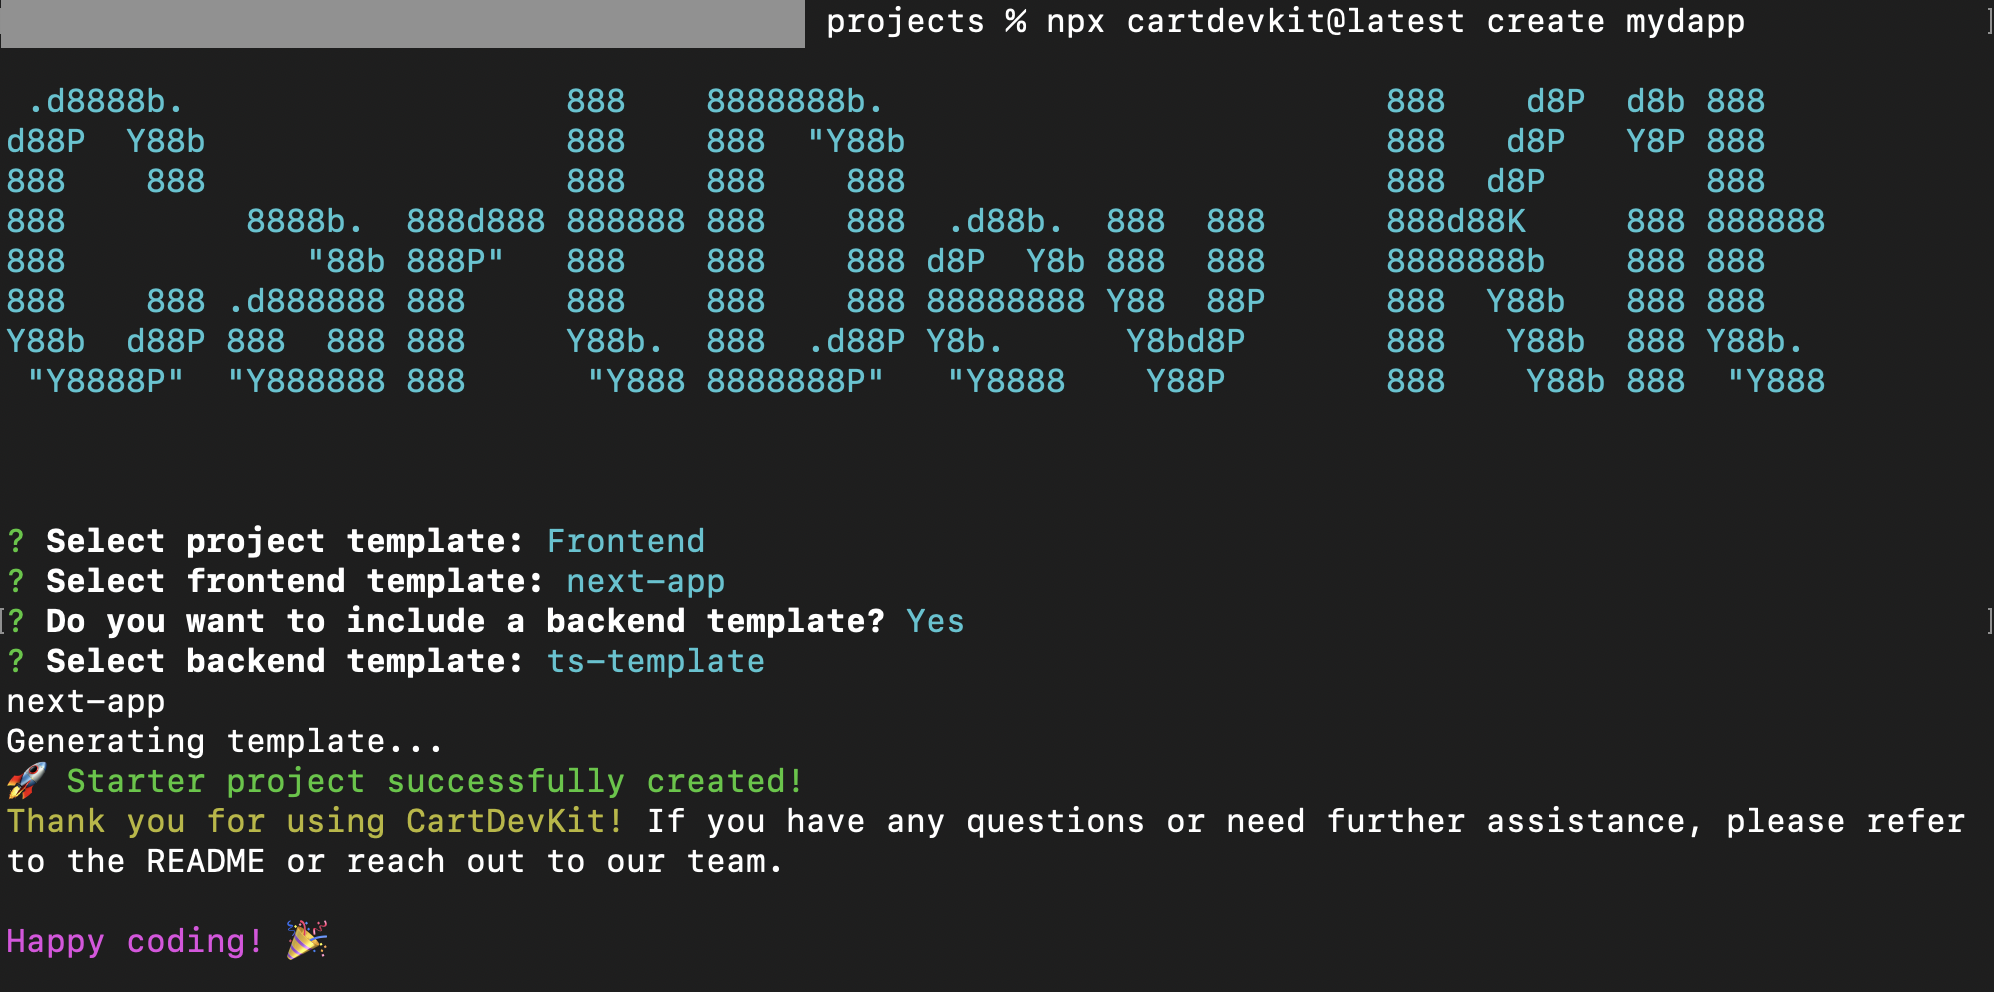 projects % npx cartdevkit@latest create mydapp
 .d8888b.                   888    8888888b.                         888    d8P  d8b 888
d88P  Y88b                  888    888  "Y88b                        888   d8P   Y8P 888
888    888                  888    888    888                        888  d8P        888
888         8888b.  888d888 888888 888    888  .d88b.  888  888      888d88K     888 888888
888            "88b 888P"   888    888    888 d8P  Y8b 888  888      8888888b    888 888
888    888 .d888888 888     888    888    888 88888888 Y88  88P      888  Y88b   888 888
Y88b  d88P 888  888 888     Y88b.  888  .d88P Y8b.      Y8bd8P       888   Y88b  888 Y88b.
 "Y8888P"  "Y888888 888      "Y888 8888888P"   "Y8888    Y88P        888    Y88b 888  "Y888
? Select project template: Frontend
? Select frontend template: next-app
? Do you want to include a backend template? Yes
? Select backend template: ts-template
next-app
Generating template...
🚀 Starter project successfully created!
Thank you for using CartDevKit! If you have any questions or need further assistance, please refer
to the README or reach out to our team.
Happy coding! 🎉